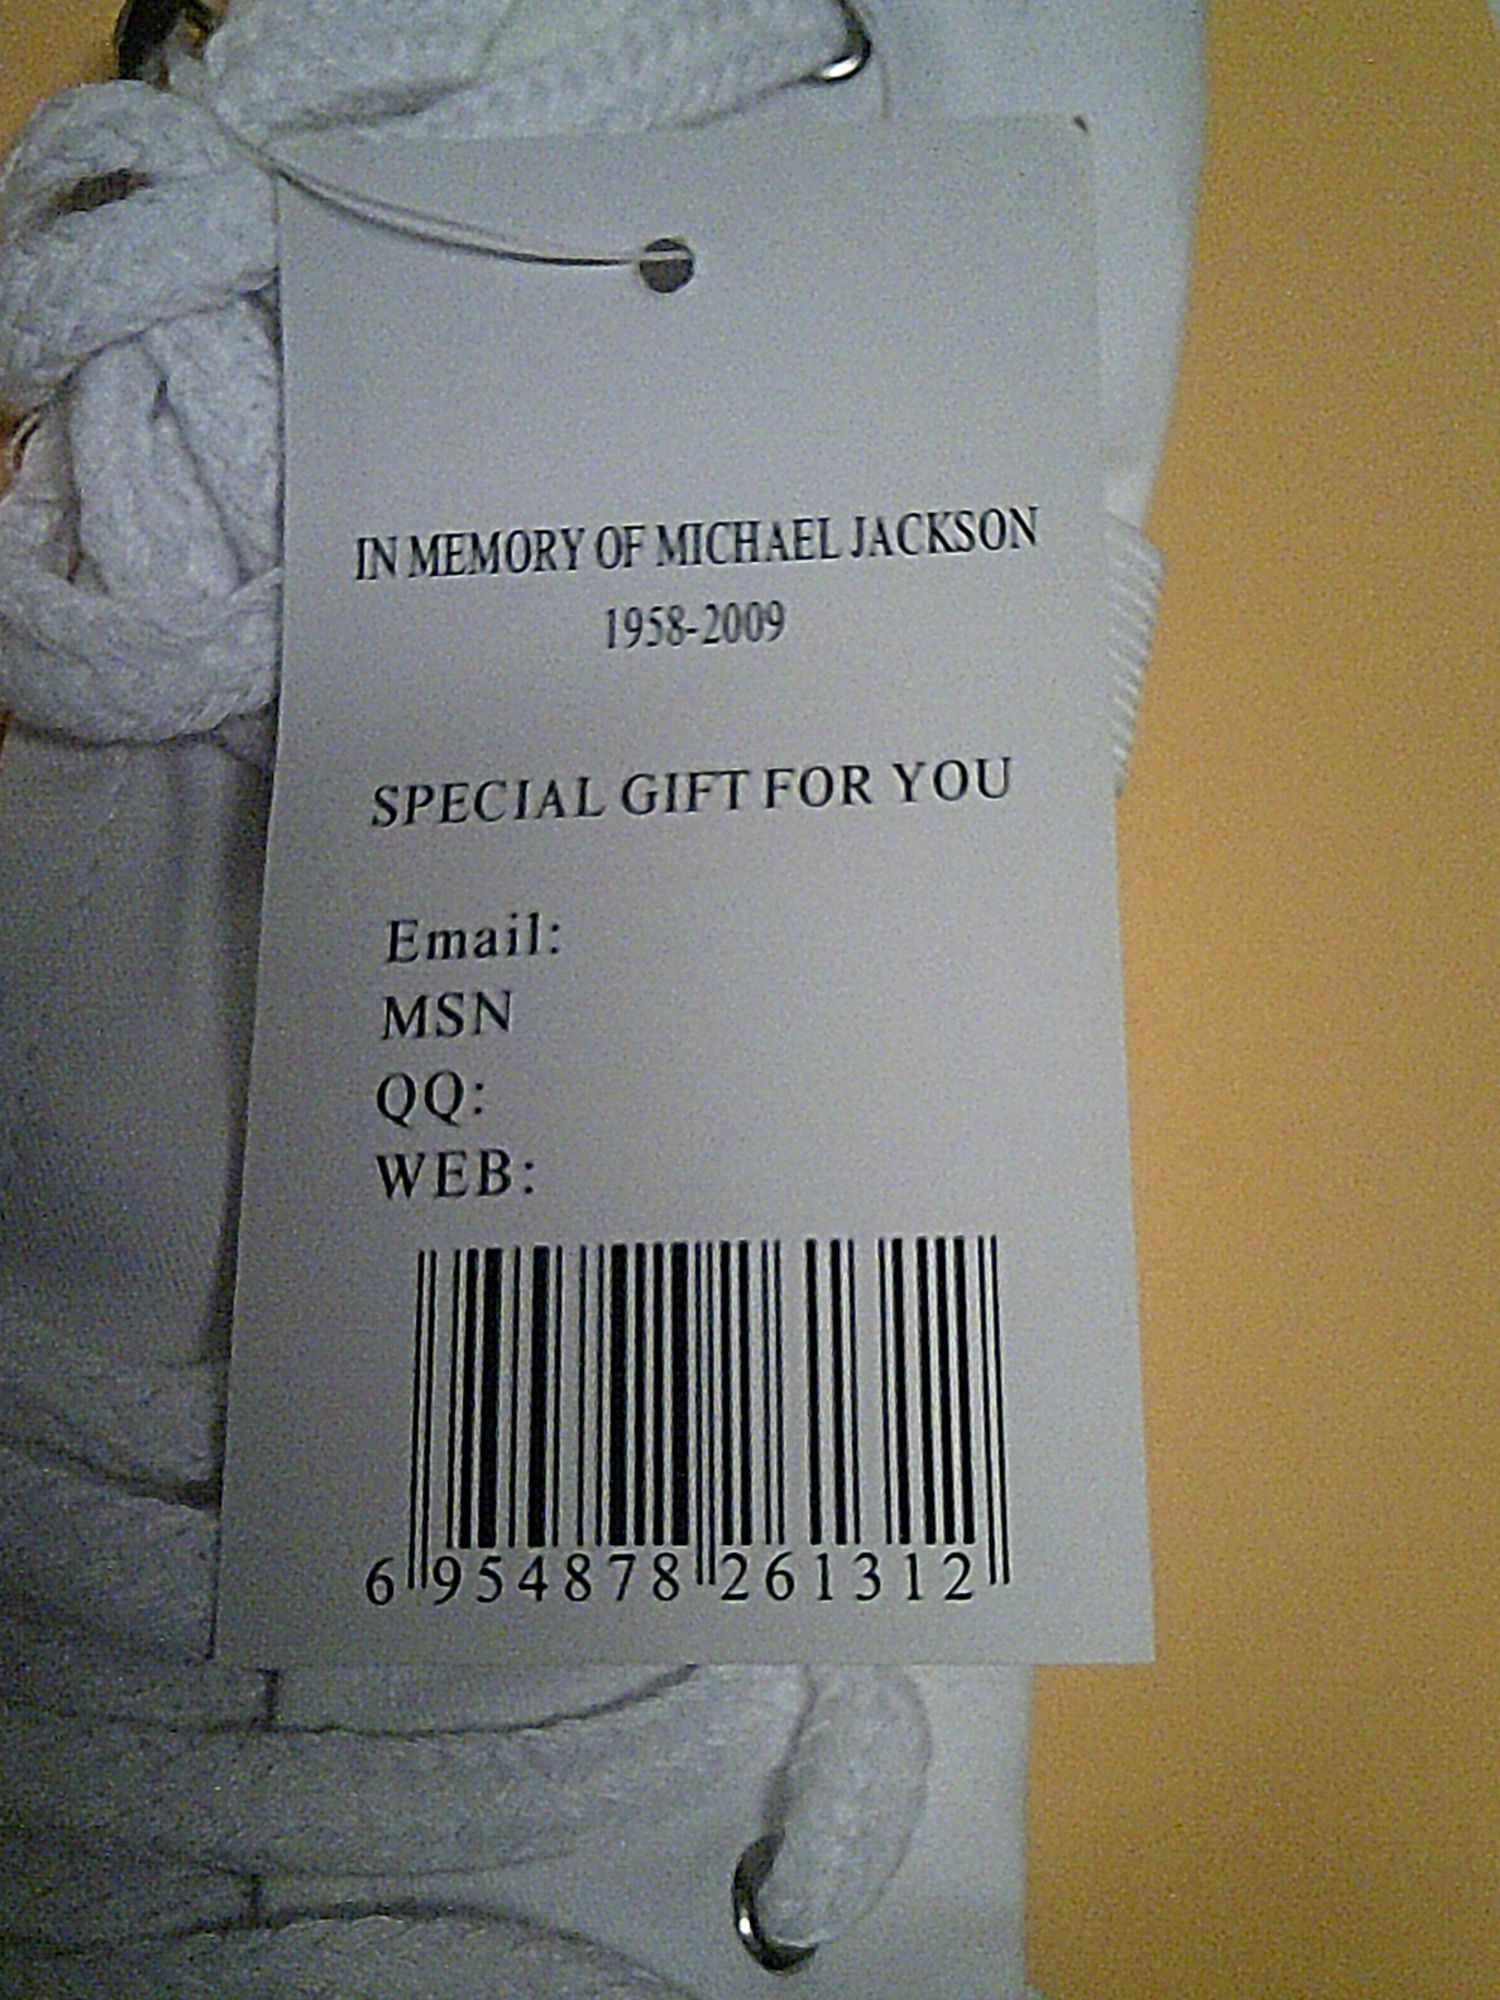 IN MEMORY OF MICHAEL JACKSON
1958-2009
SPECIAL GIFT FOR YOU
Email:
MSN
QQ:
WEB:
6 954878 261312